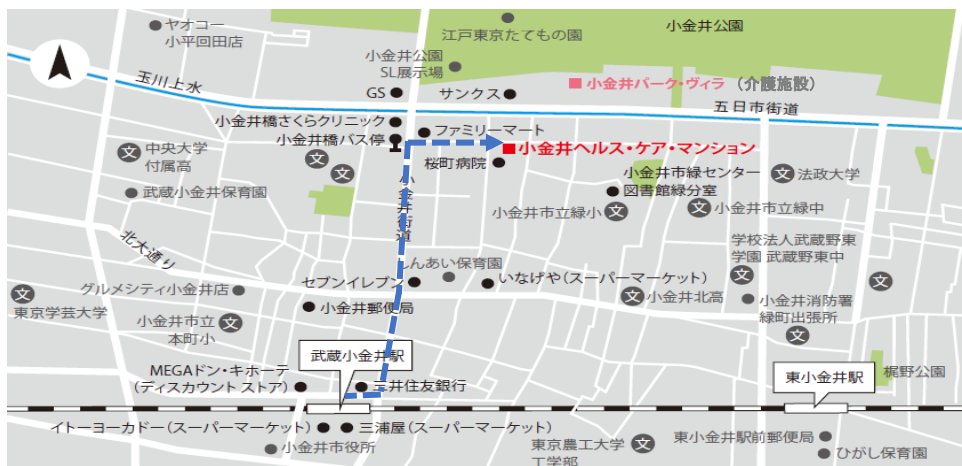 ヤオコー
小平回田店
江戸東京たてもの園
小金井公園
小金井公園
SL展示場
玉川上水
GS
サンクス
小金井パーク・ヴィラ (介護施設)
五日市街道
小金井橋さくらクリニック
ファミリーマート
小金井橋バス停
小金井ヘルス・ケア・マンション
文 中央大学
付属高
文
文
桜町病院
小金井市緑センター
図書館緑分室
文 法政大学
武蔵小金井保育園
小金井街道
小金井市立緑小 文
文 小金井市立緑中
北大通り
学校法人武蔵野東
学園 武蔵野東中
文
文
しんあい保育園
セブンイレブン
いなげや(スーパーマーケット)
グルメシティ小金井店
文
東京学芸大学
小金井郵便局
文 小金井北高
小金井消防署
緑町出張所
文
小金井市立
本町小
文
武蔵小金井駅
MEGAドン・キホーテ
(ディスカウント ストア)
三井住友銀行
東小金井駅
梶野公園
イトーヨーカドー(スーパーマーケット)
三浦屋(スーパーマーケット)
小金井市役所
東京農工大学
工学部
文
東小金井駅前郵便局
ひがし保育園